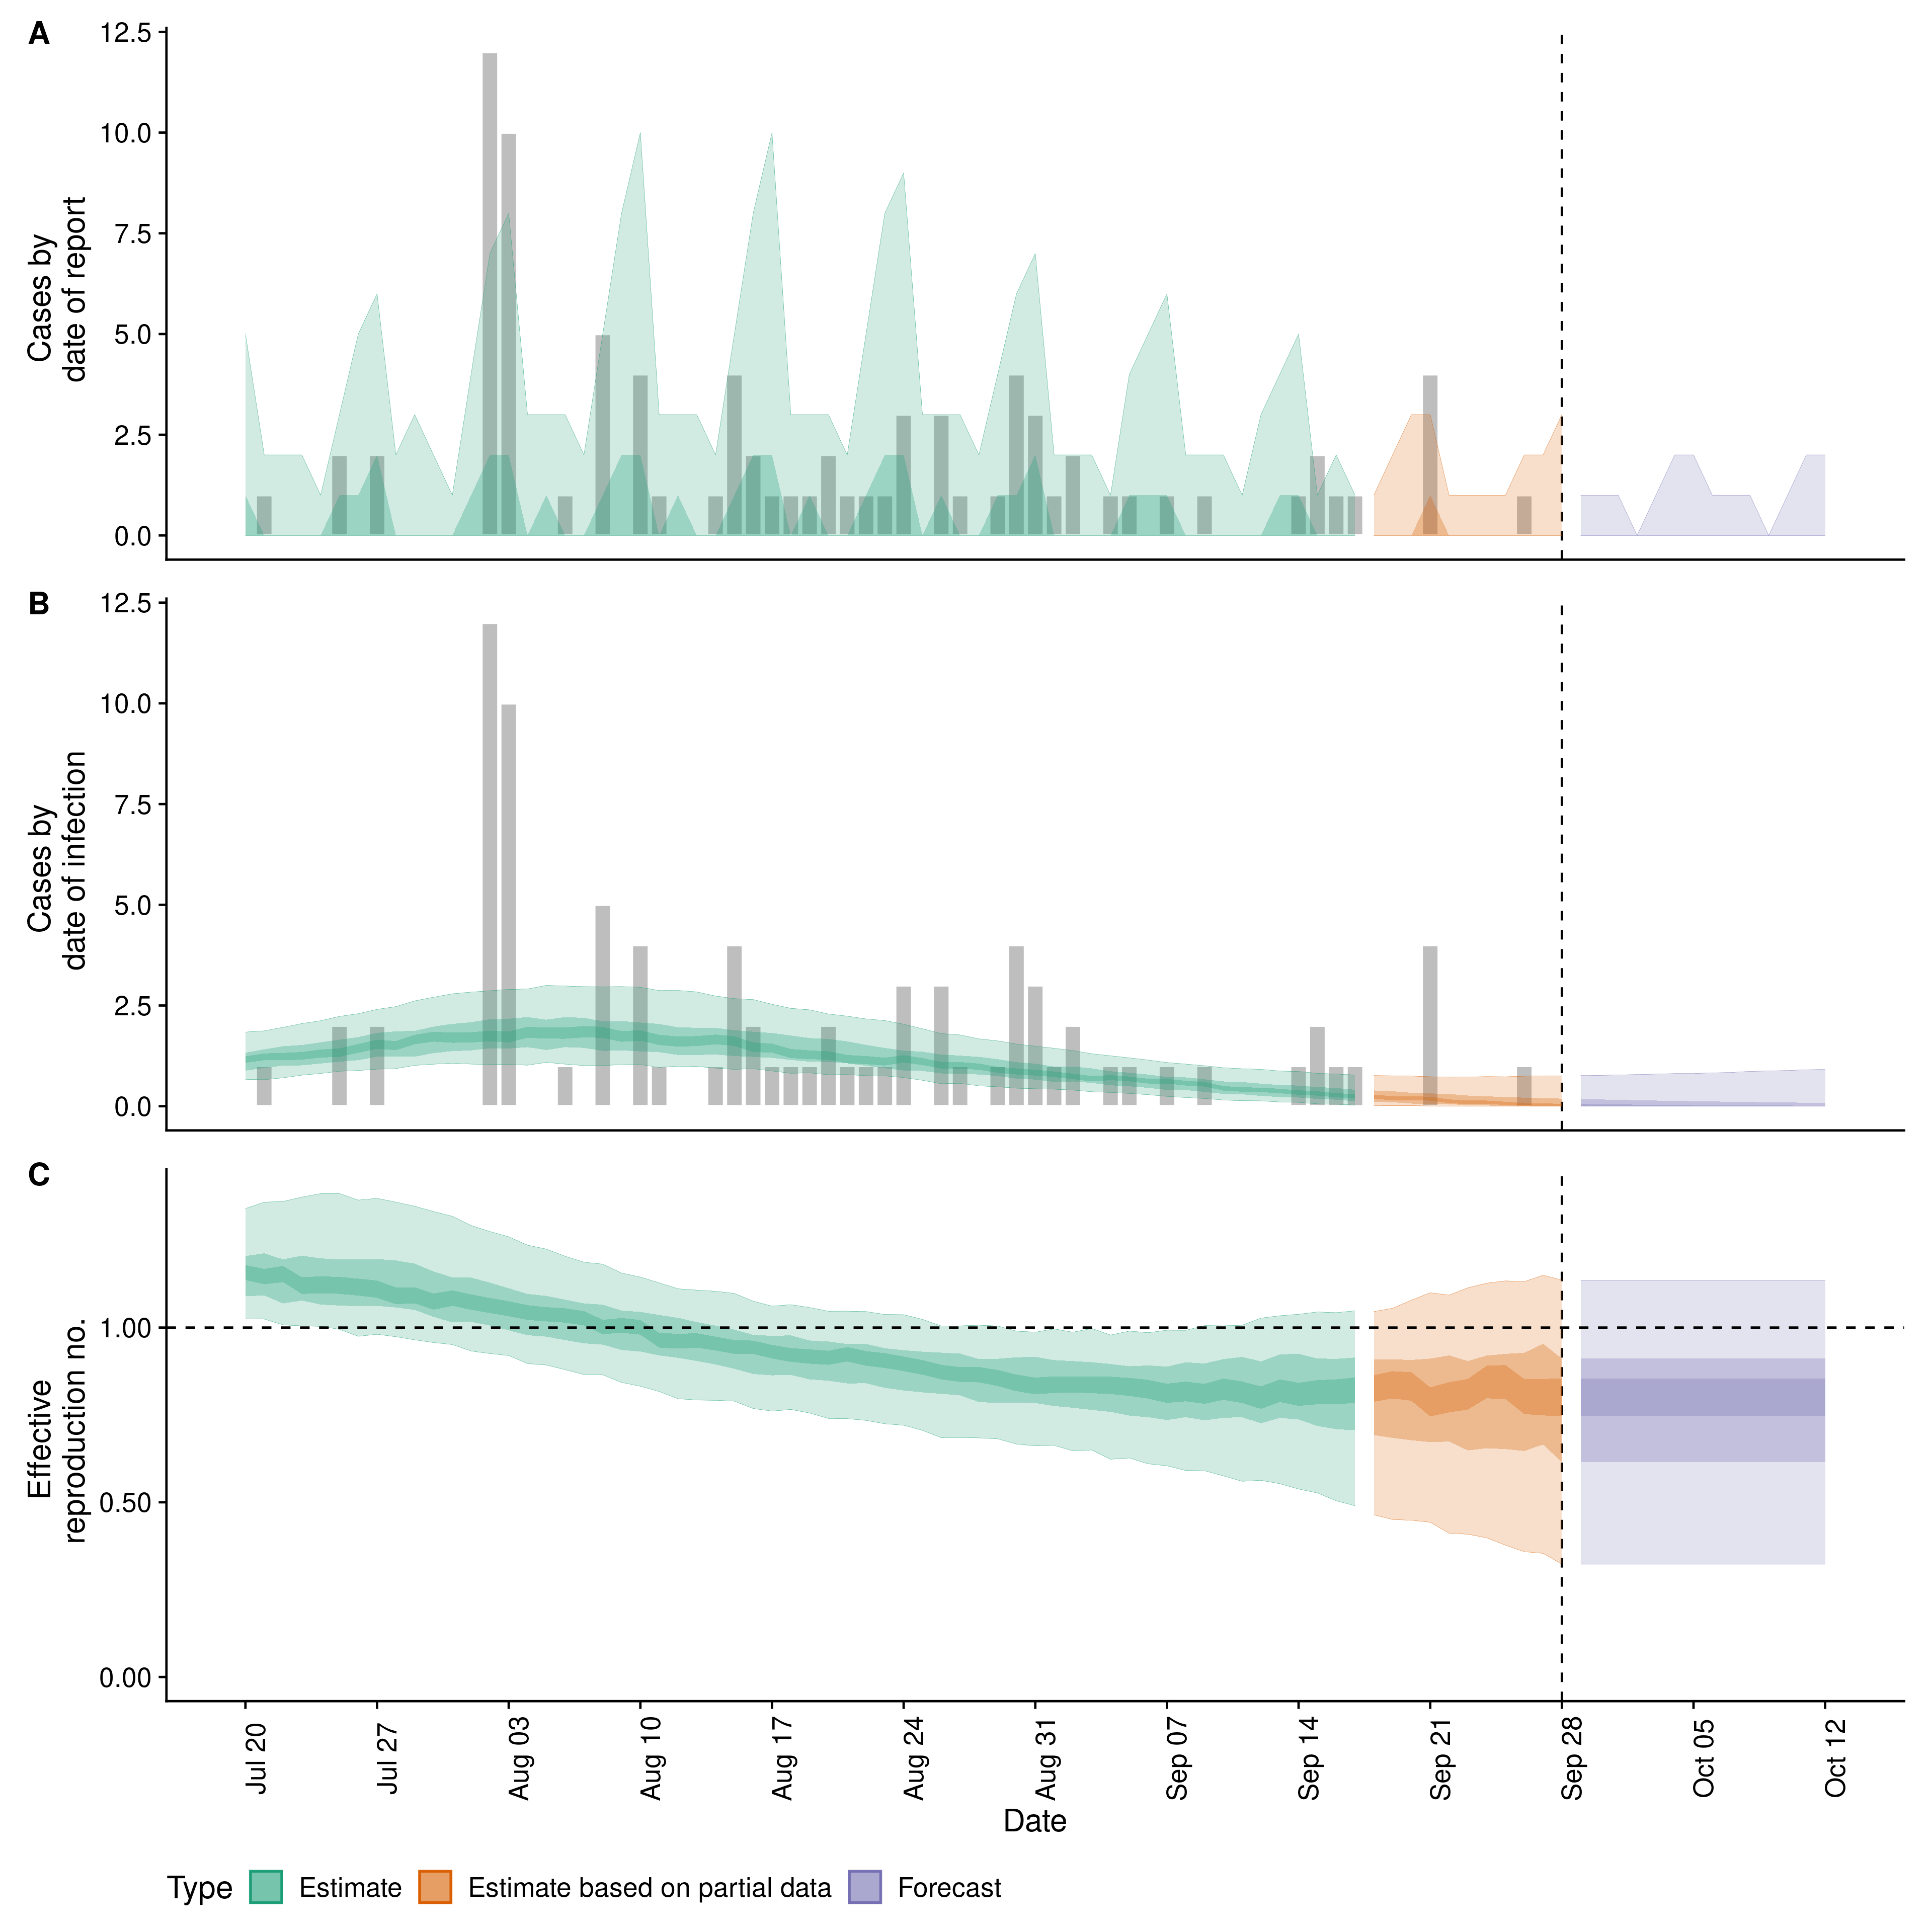 A
12.5
10.0
7.5
5.0
2.5
0.0
Cases by
date of report
B
12.5
10.0
7.5
5.0
2.5
0.0
Cases by
date of infection
C
1.00
0.50
0.00
Effective
reproduction no.
Jul 20
Jul 27
Aug 03
Aug 10
Aug 17
Aug 24
Aug 31
Sep 07
Sep 14
Sep 21
Sep 28
Oct 05
Oct 12
Date
Type
Estimate
Estimate based on partial data
Forecast